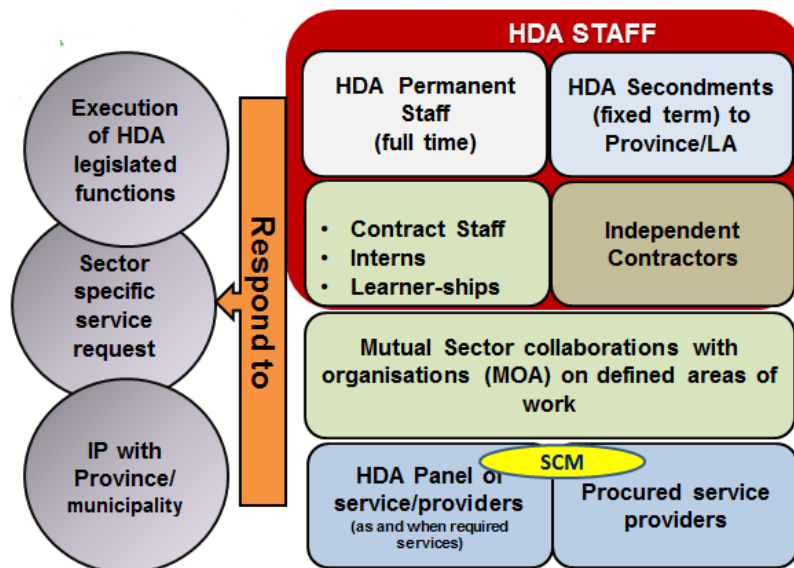 HDA STAFF
Execution
of HDA
legislated
functions
Sector
specific
service
request
IP with
Province/
municipality
Respond to
HDA Permanent
Staff
(full time)
HDA Secondments
(fixed term) to
Province/LA
• Contract Staff
• Interns
• Learner-ships
Independent
Contractors
Mutual Sector collaborations with
organisations (MOA) on defined areas of
work
SCM
HDA Panel of
service/providers
(as and when required
services)
Procured service
providers